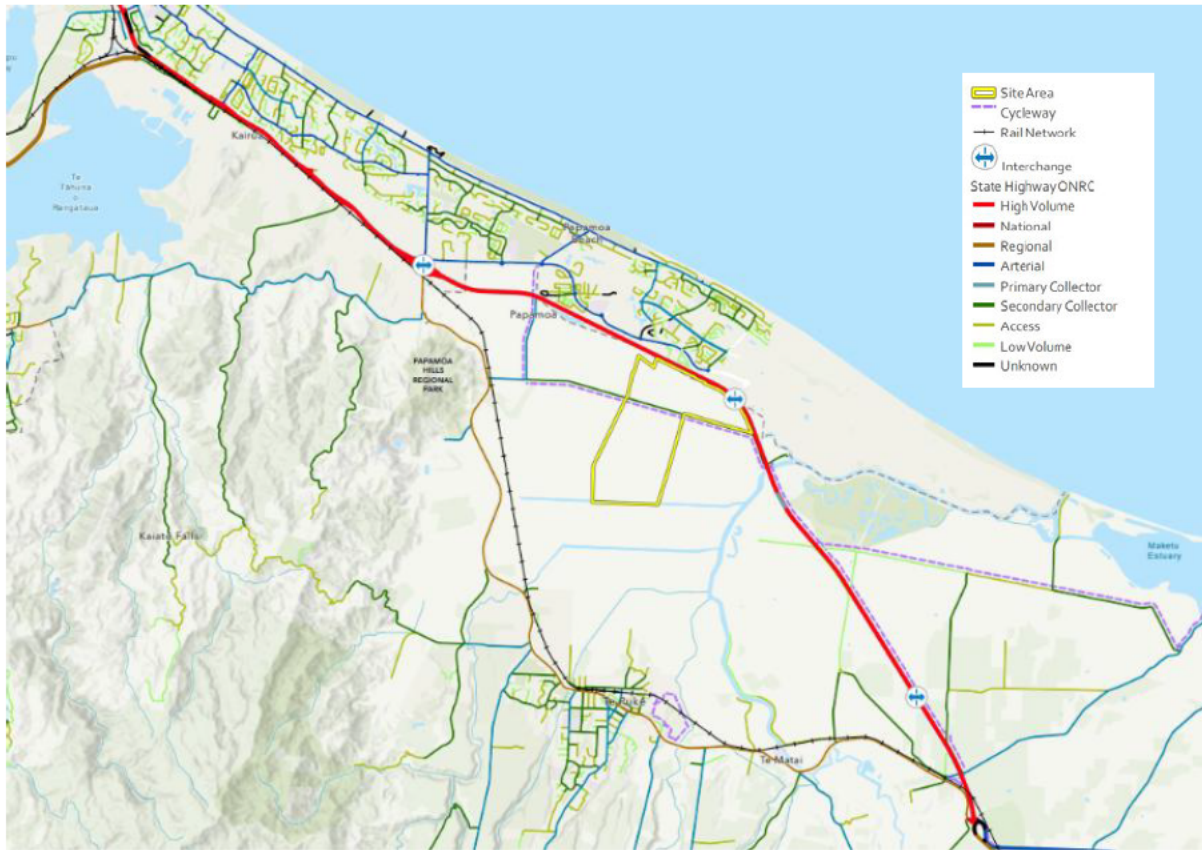 Site Area
Cycleway
Rail Network
Interchange
State Highway ONRC
High Volume
National
Regional
Arterial
Primary Collector
Secondary Collector
Access
Low Volume
Unknown
Te
Tāhuna
o
Rangataua
Papamoa
Beach
Papamoa
PAPAMOA
HILLS
REGIONAL
PARK
Kaiate Falls
Maketu
Estuary
Te Puke
Te Matai